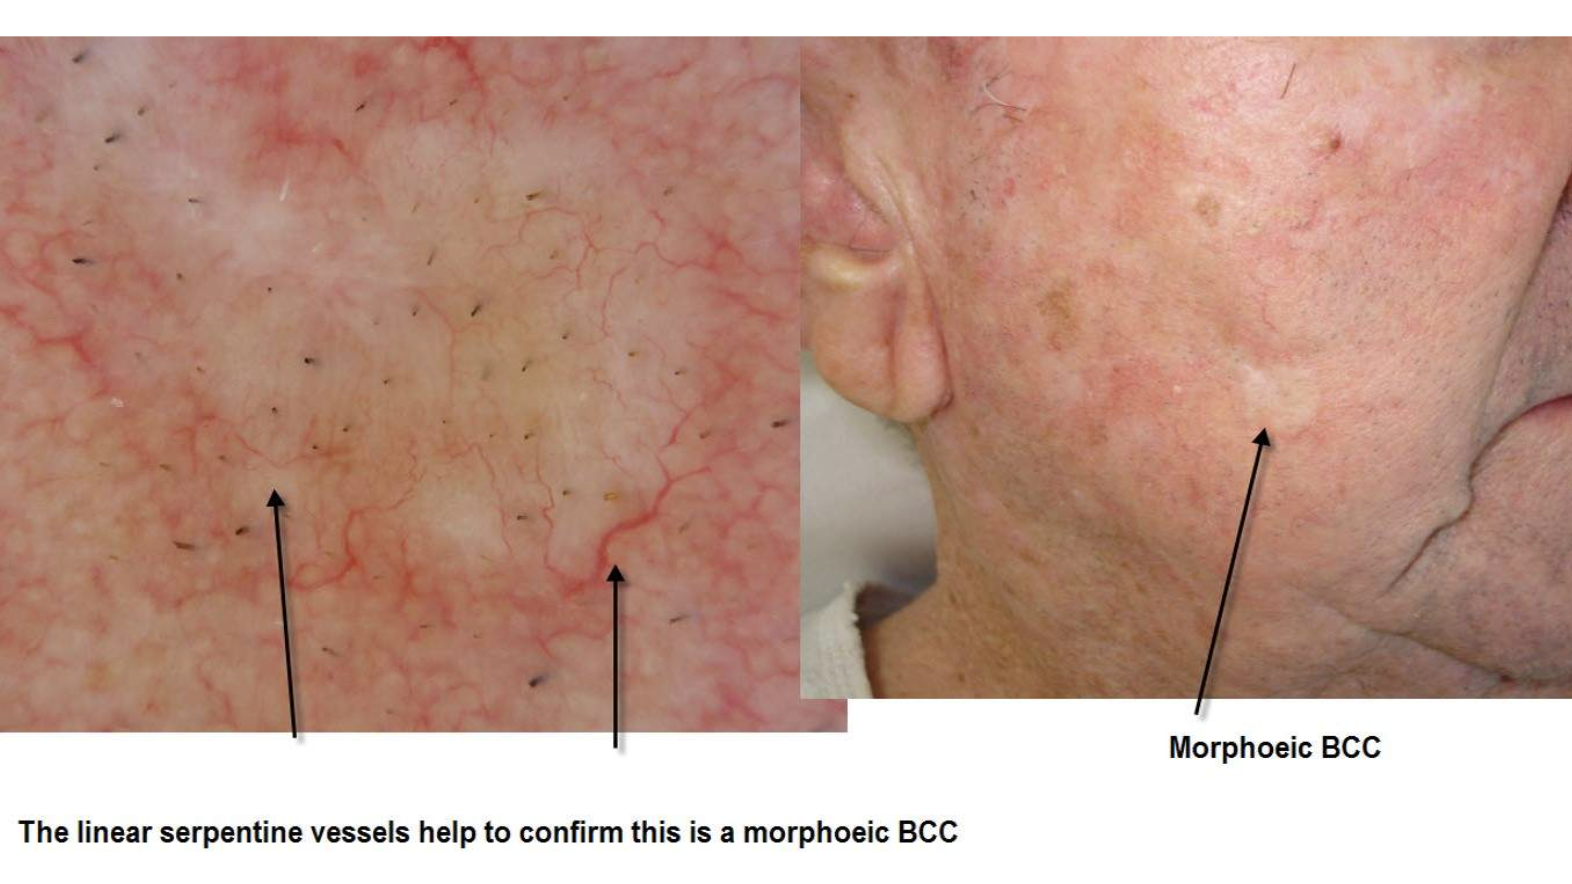 Morphoeic BCC
The linear serpentine vessels help to confirm this is a morphoeic BCC